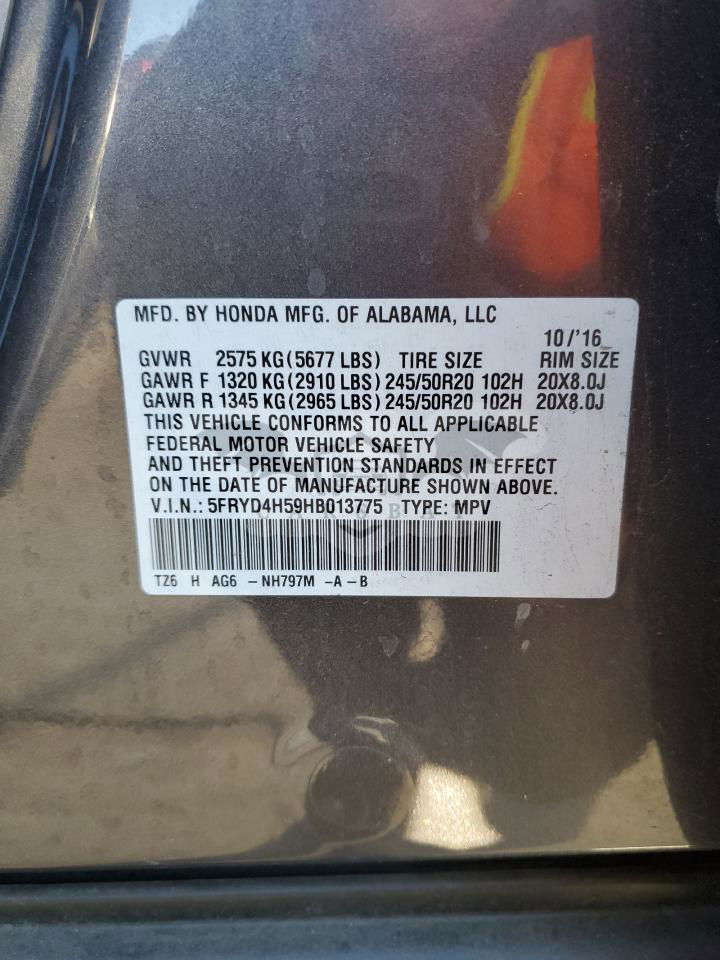 MFD. BY HONDA MFG. OF ALABAMA, LLC
10/'16
GVWR 2575 KG(5677 LBS) TIRE SIZE RIM SIZE
GAWR F 1320 KG(2910 LBS) 245/50R20 102H 20X8.0J
GAWR R 1345 KG(2965 LBS) 245/50R20 102H 20X8.0J
THIS VEHICLE CONFORMS TO ALL APPLICABLE
FEDERAL MOTOR VEHICLE SAFETY
AND THEFT PREVENTION STANDARDS IN EFFECT
ON THE DATE OF MANUFACTURE SHOWN ABOVE.
V.I.N.: 5FRYD4H59HB013775 TYPE: MPV
TZ6 H AG6 -NH797M -A-B